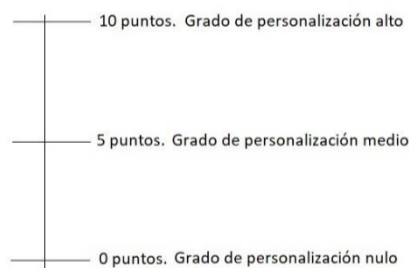 10 puntos. Grado de personalización alto
5 puntos. Grado de personalización medio
0 puntos. Grado de personalización nulo